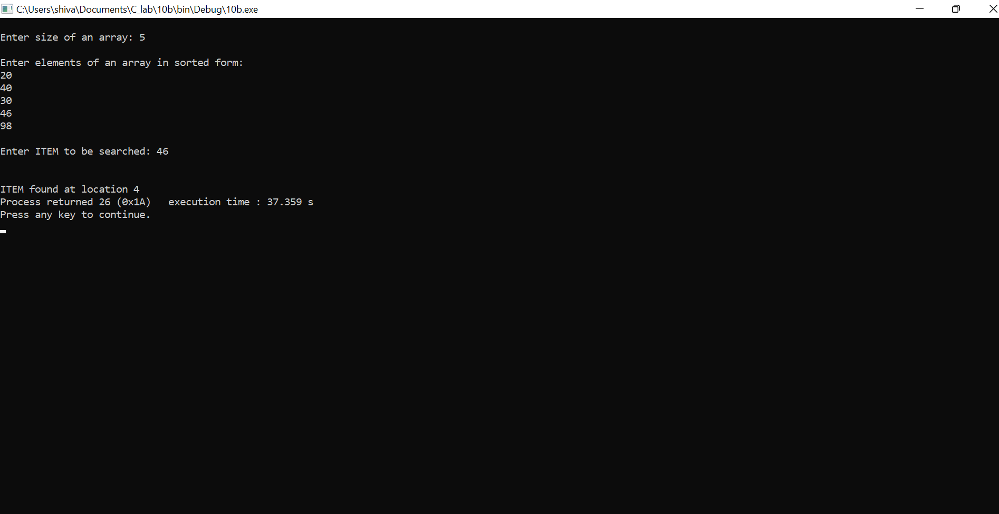 C:\Users\shiva\Documents\C_lab\10b\bin\Debug\10b.exe
Enter size of an array: 5
Enter elements of an array in sorted form:
20
40
30
46
98
Enter ITEM to be searched: 46
ITEM found at location 4
Process returned 26 (0x1A)   execution time : 37.359 s
Press any key to continue.